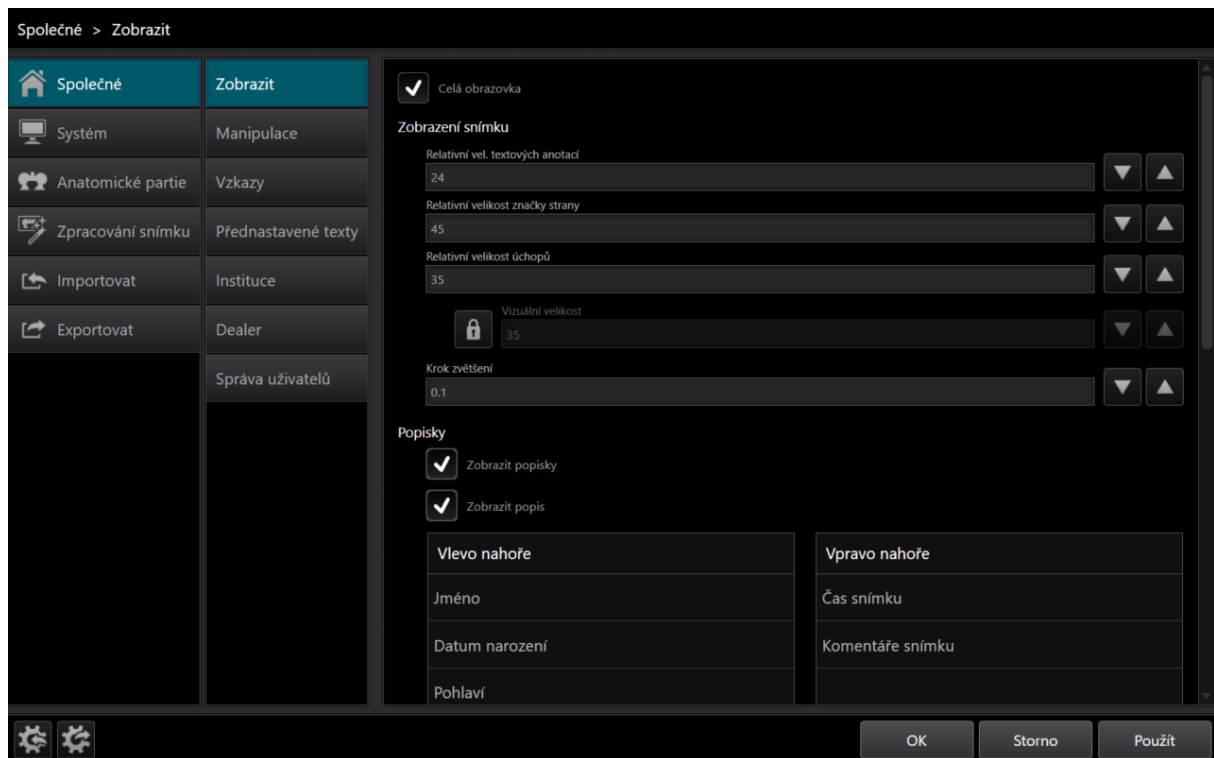 Společné > Zobrazit
Společné
Systém
Anatomické partie
Zpracování snímku
Importovat
Exportovat
Zobrazit
Manipulace
Vzkazy
Přednastavené texty
Instituce
Dealer
Správa uživatelů
Celá obrazovka
Zobrazení snímku
Relativní vel. textových anotací
24
Relativní velikost značky strany
45
Relativní velikost úchopů
35
Vizuální velikost
35
Krok zvětšení
0.1
Popisky
Zobrazit popisky
Zobrazit popis
Vlevo nahoře
Jméno
Datum narození
Pohlaví
Vpravo nahoře
Čas snímku
Komentáře snímku
OK
Storno
Použít